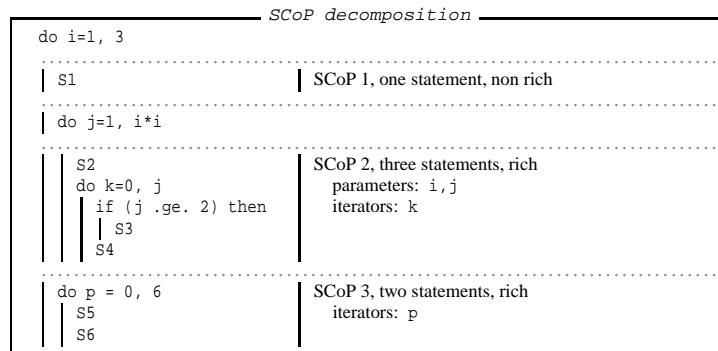 SCoP decomposition
do i=1, 3
S1 SCoP 1, one statement, non rich
do j=1, i*i
S2 SCoP 2, three statements, rich
do k=0, j parameters: i,j
if (j .ge. 2) then iterators: k
S3
S4
do p = 0, 6 SCoP 3, two statements, rich
S5 iterators: p
S6